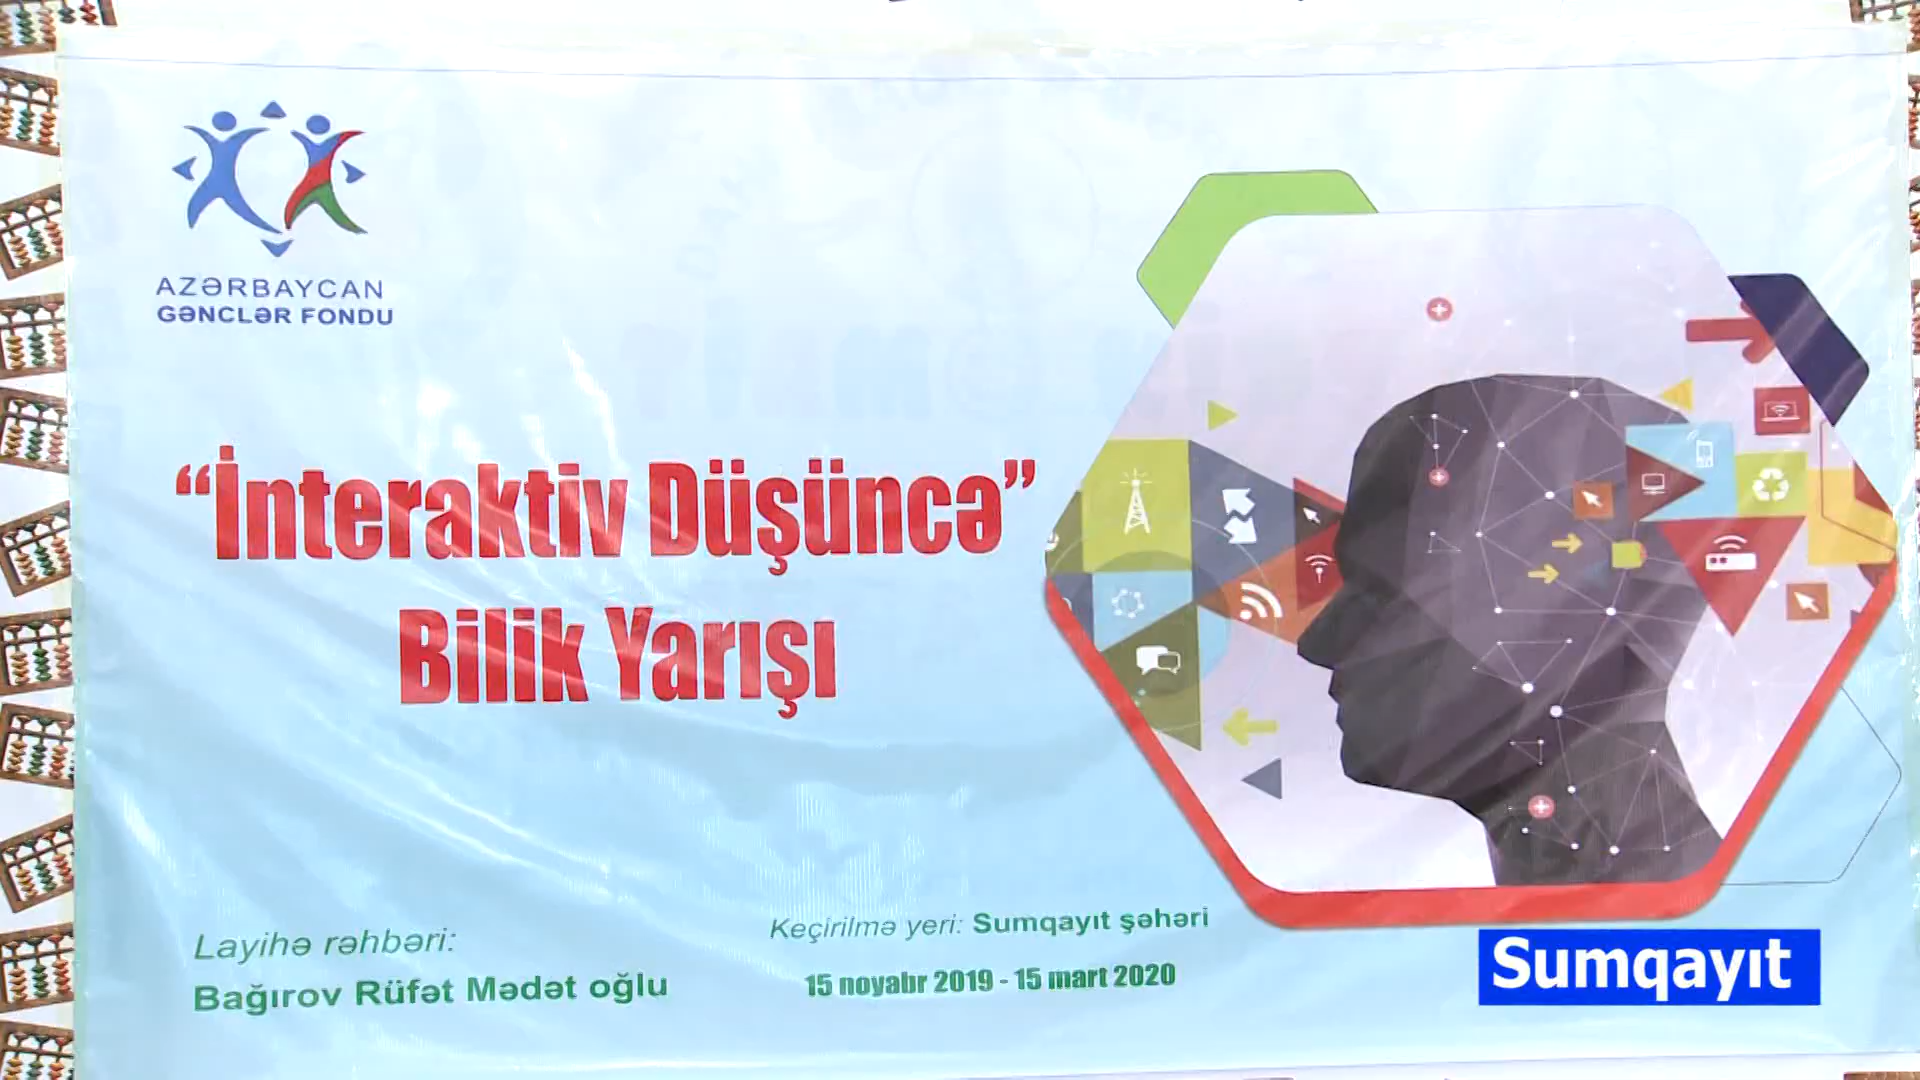 AZƏRBAYCAN
GƏNCLƏR FONDU
“İnteraktiv Düşüncə”
Bilik Yarışı
Layihə rəhbəri:
Bağırov Rüfət Mədət oğlu
Keçirilmə yeri: Sumqayıt şəhəri
15 noyabr 2019 - 15 mart 2020
Sumqayıt